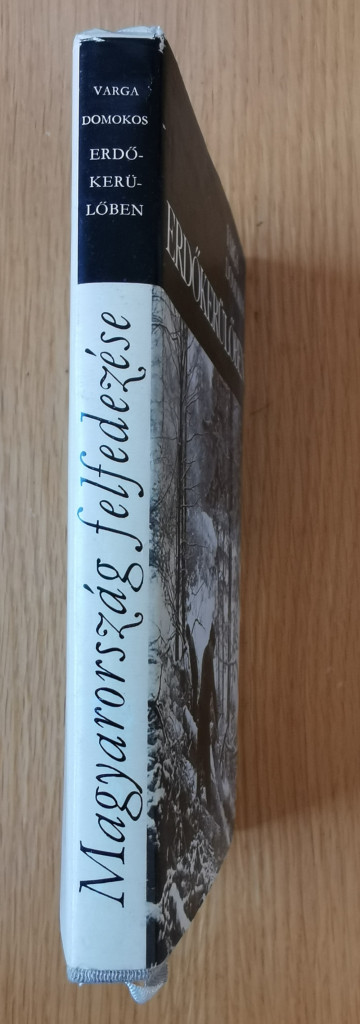 VARGA
DOMOKOS
ERDŐ-
KERÜ-
LŐBEN
Magyarország felfedezése
ERDŐKERÜLŐBEN